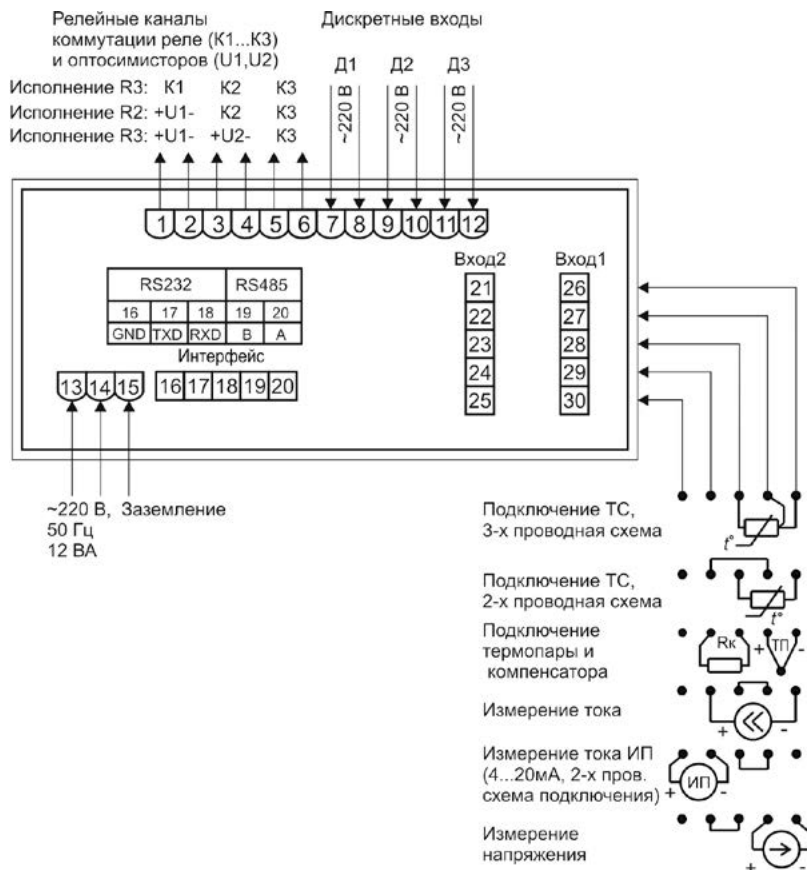 Релейные каналы
коммутации реле (К1...К3)
и оптосимисторов (U1,U2)
Дискретные входы
Д1 Д2 Д3
Исполнение R3: К1 К2 К3
Исполнение R2: +U1- К2 К3
Исполнение R3: +U1- +U2- К3
~220 В ~220 В ~220 В
1 2 3 4 5 6 7 8 9 10 11 12
Вход2 Вход1
21 26
22 27
23 28
24 29
25 30
RS232 RS485
16 17 18 19 20
GND TXD RXD B A
Интерфейс
13 14 15 16 17 18 19 20
~220 В, Заземление
50 Гц
12 ВА
Подключение ТС,
3-х проводная схема
t°
Подключение ТС,
2-х проводная схема
t°
Подключение
термопары и
компенсатора
Rк + ТП -
Измерение тока
+ -
Измерение тока ИП
(4...20мА, 2-х пров.
схема подключения)
+ ИП -
Измерение
напряжения
+ -